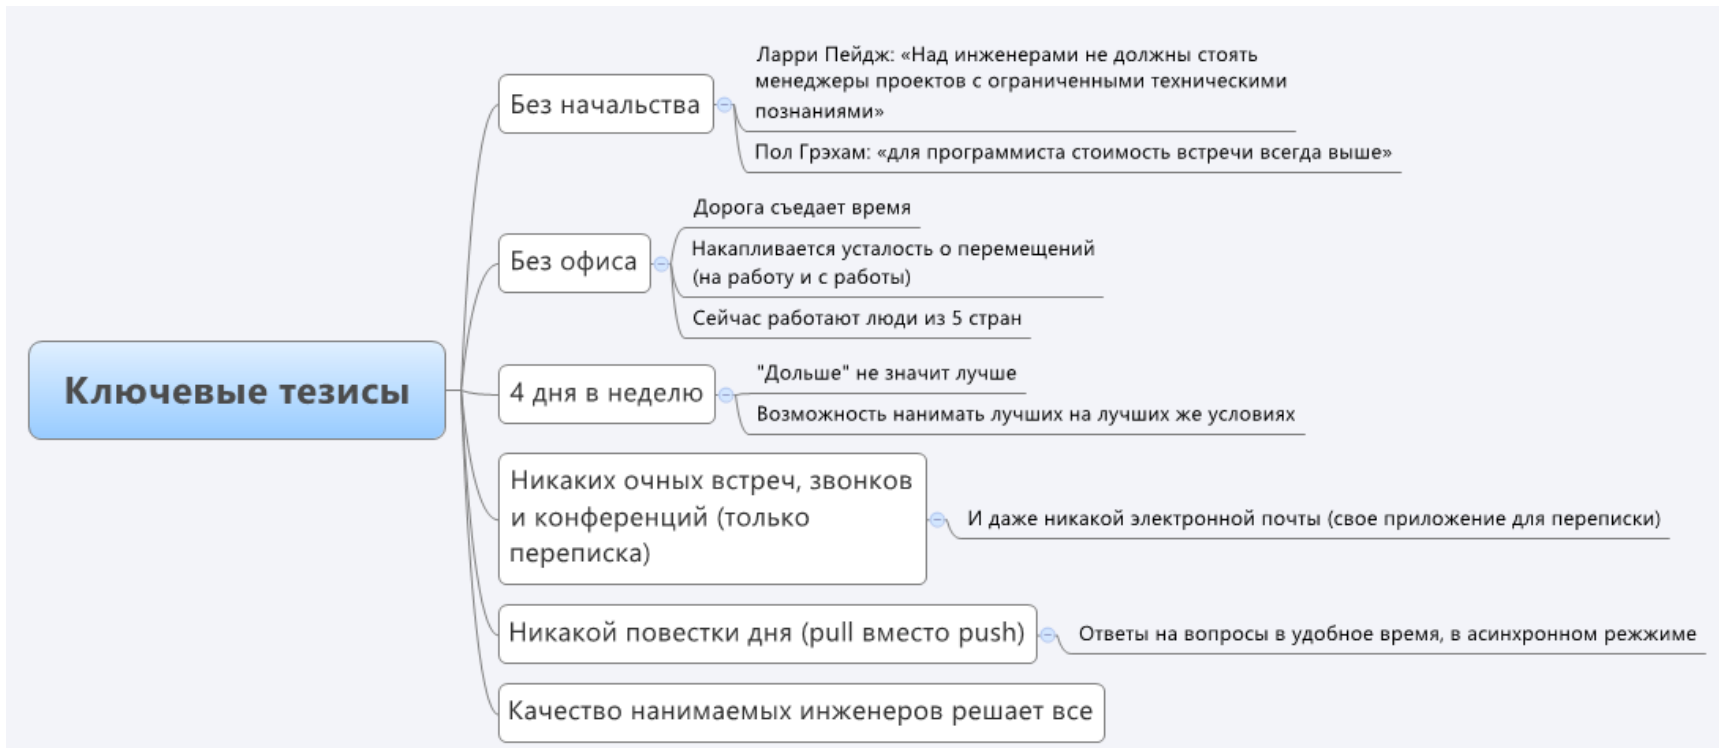 Ключевые тезисы
Без начальства
Ларри Пейдж: «Над инженерами не должны стоять
менеджеры проектов с ограниченными техническими
познаниями»
Пол Грэхам: «для программиста стоимость встречи всегда выше»
Без офиса
Дорога съедает время
Накапливается усталость о перемещений
(на работу и с работы)
Сейчас работают люди из 5 стран
4 дня в неделю
"Дольше" не значит лучше
Возможность нанимать лучших на лучших же условиях
Никаких очных встреч, звонков
и конференций (только
переписка)
И даже никакой электронной почты (свое приложение для переписки)
Никакой повестки дня (pull вместо push)
Ответы на вопросы в удобное время, в асинхронном режжиме
Качество нанимаемых инженеров решает все